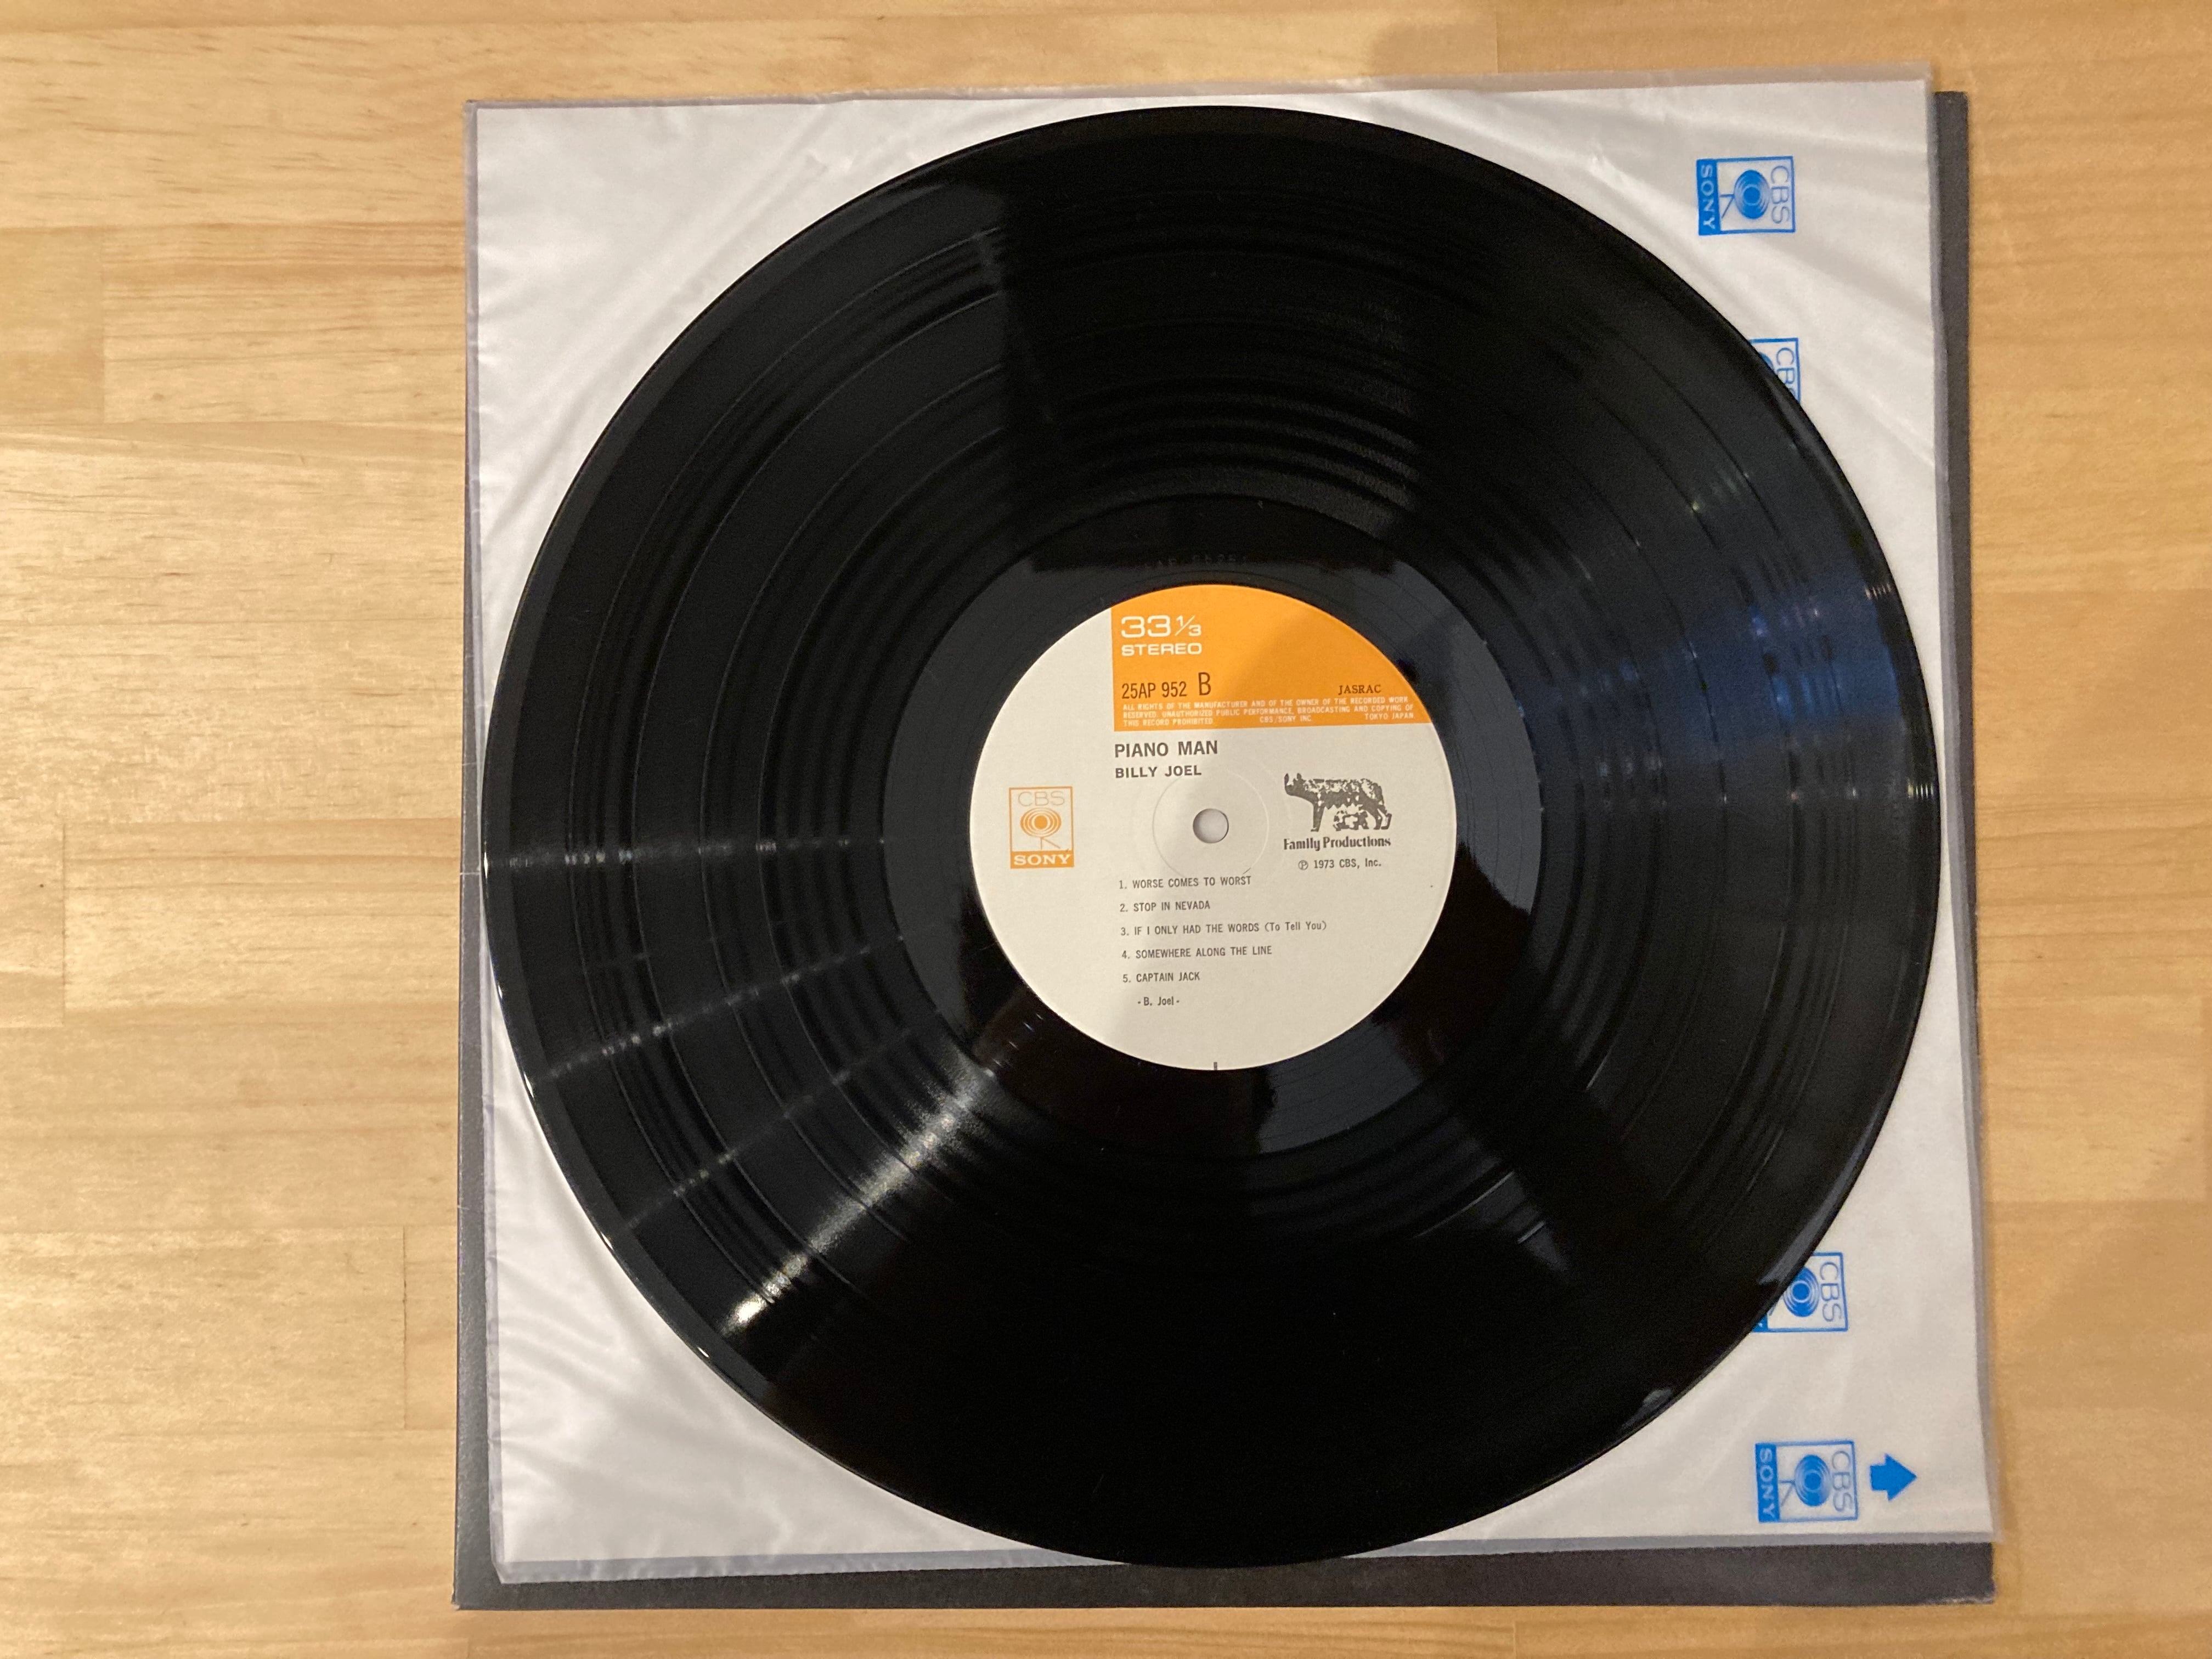 33 1/3
STEREO
25AP 952 B
JASRAC
ALL RIGHTS OF THE MANUFACTURER AND OF THE OWNER OF THE RECORDED WORK
RESERVED. UNAUTHORIZED PUBLIC PERFORMANCE, BROADCASTING AND COPYING OF
THIS RECORD PROHIBITED. CBS/SONY INC. TOKYO JAPAN
PIANO MAN
BILLY JOEL
CBS
SONY
Family Productions
Ⓟ 1973 CBS, Inc.
1. WORSE COMES TO WORST
2. STOP IN NEVADA
3. IF I ONLY HAD THE WORDS (To Tell You)
4. SOMEWHERE ALONG THE LINE
5. CAPTAIN JACK
-B. Joel-
CBS
SONY
CBS
CBS
CBS
SONY